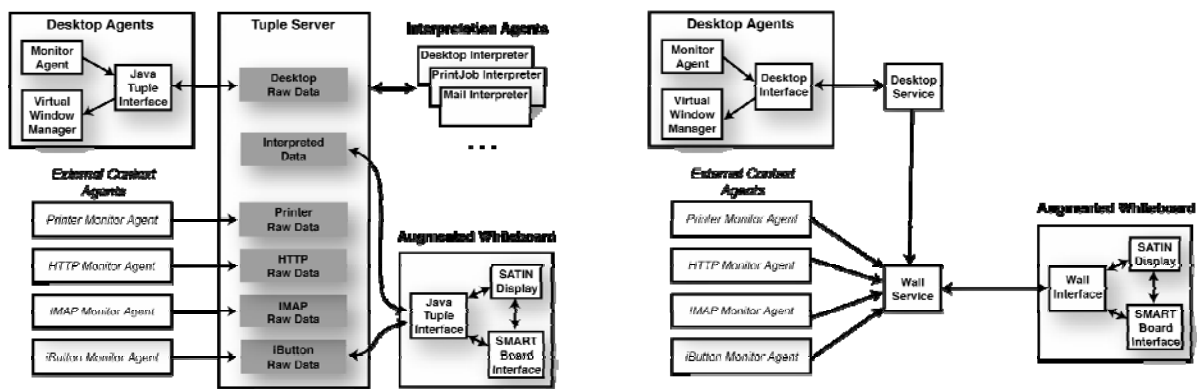 Desktop Agents
Monitor
Agent
Java
Tuple
Interface
Virtual
Window
Manager
External Context
Agents
Printer Monitor Agent
HTTP Monitor Agent
IMAP Monitor Agent
iButton Monitor Agent
Tuple Server
Desktop
Raw Data
Interpreted
Data
Printer
Raw Data
HTTP
Raw Data
IMAP
Raw Data
iButton
Raw Data
Interpretation Agents
Desktop Interpreter
PrintJob Interpreter
Mail Interpreter
...
Augmented Whiteboard
Java
Tuple
Interface
SATIN
Display
SMART
Board
Interface
Desktop Agents
Monitor
Agent
Desktop
Interface
Virtual
Window
Manager
Desktop
Service
External Context
Agents
Printer Monitor Agent
HTTP Monitor Agent
IMAP Monitor Agent
iButton Monitor Agent
Wall
Service
Augmented Whiteboard
Wall
Interface
SATIN
Display
SMART
Board
Interface